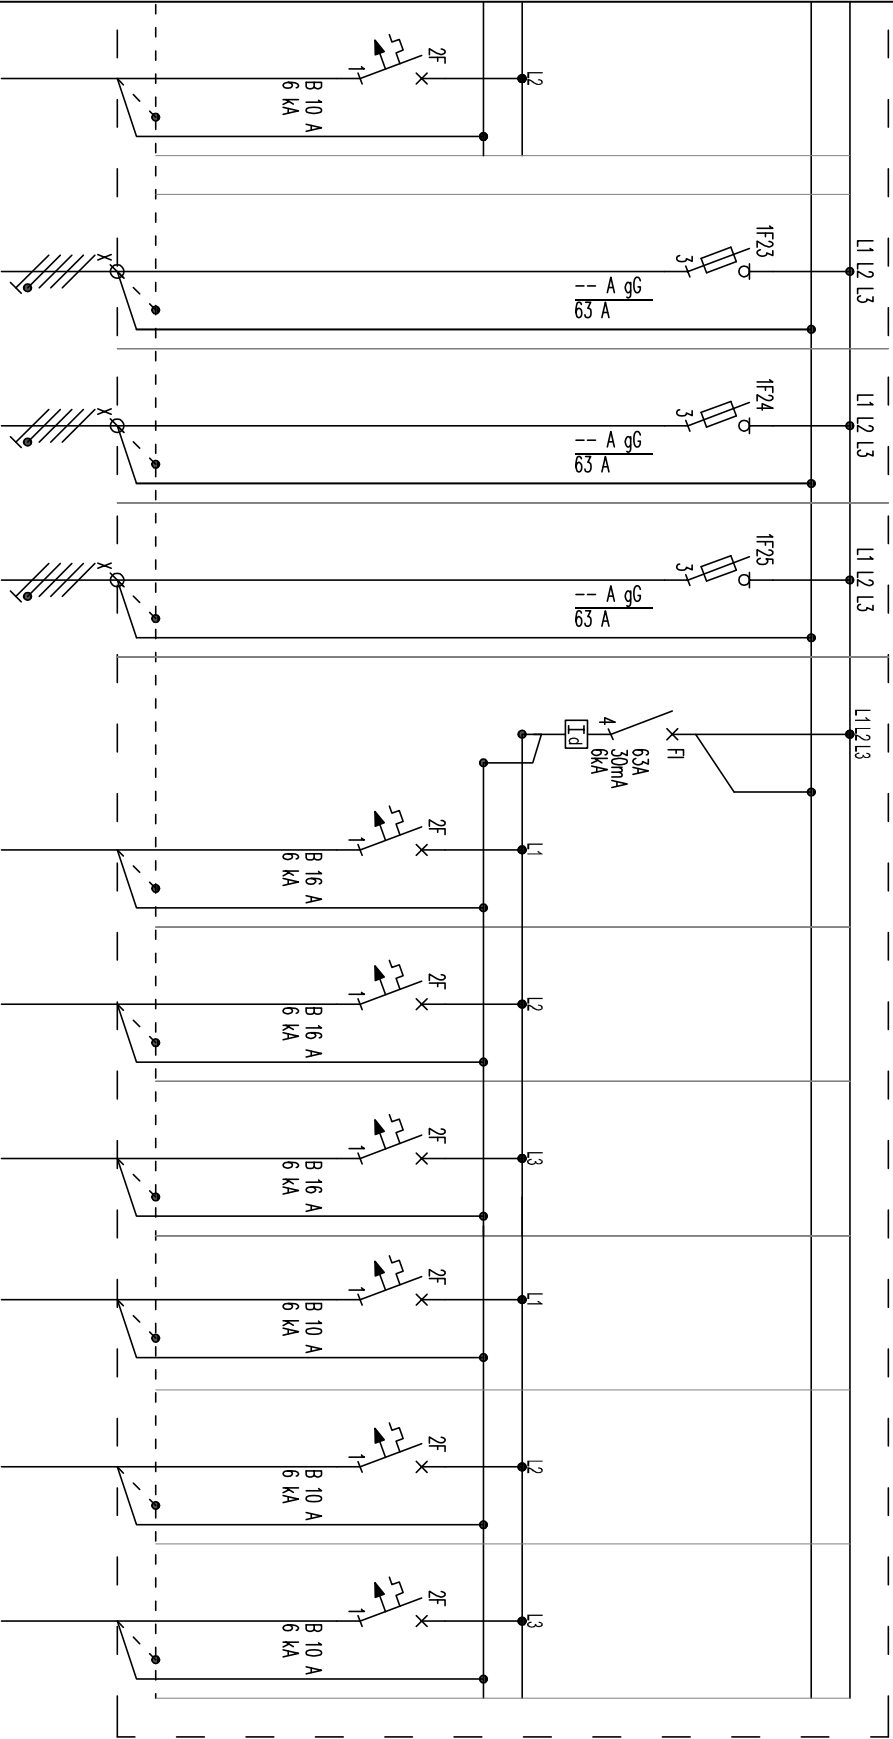 L2
2F
1
B 10 A
6 kA
L1 L2 L3
1F23
3
-- A gG
63 A
X
L1 L2 L3
1F24
3
-- A gG
63 A
X
L1 L2 L3
1F25
3
-- A gG
63 A
X
L1 L2 L3
FI
4
63A
30mA
6kA
Id
L1
2F
1
B 16 A
6 kA
L2
2F
1
B 16 A
6 kA
L3
2F
1
B 16 A
6 kA
L1
2F
1
B 10 A
6 kA
L2
2F
1
B 10 A
6 kA
L3
2F
1
B 10 A
6 kA